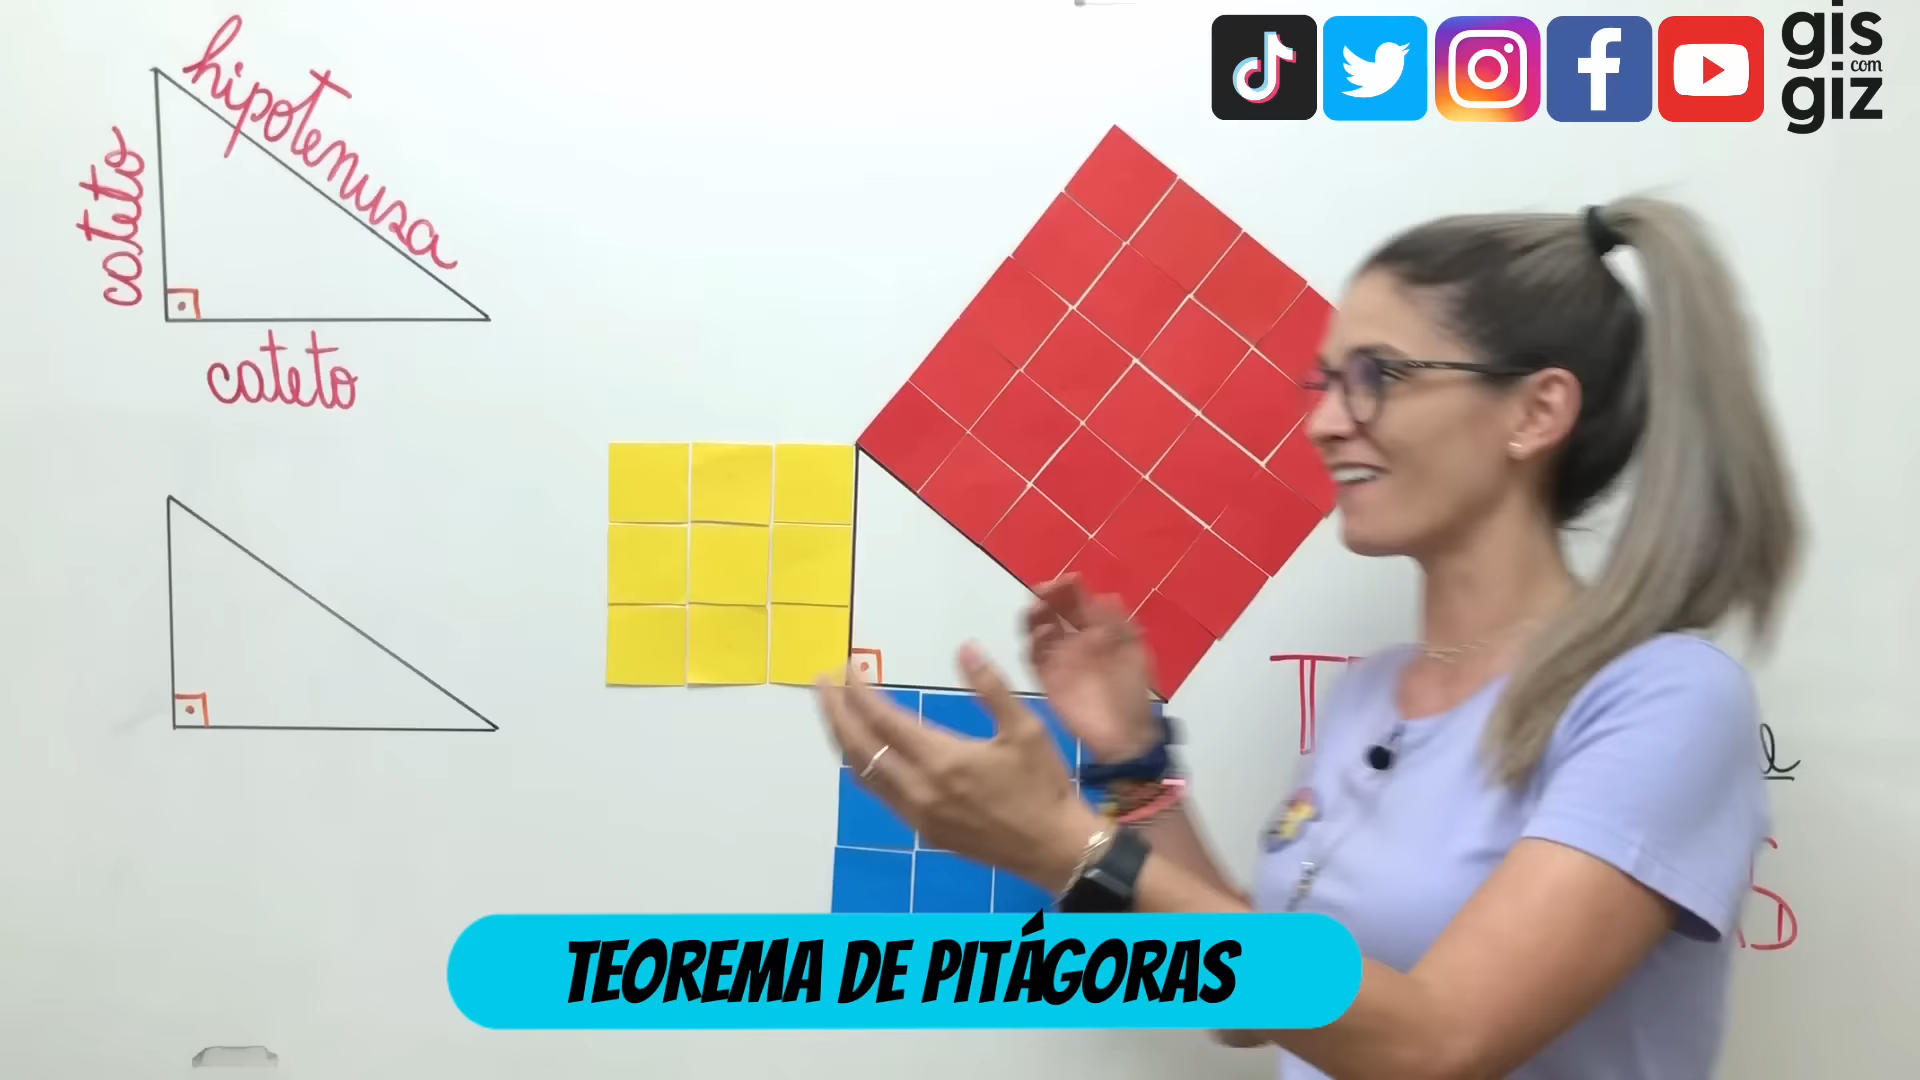 hipotenusa
cateto
cateto
gis
com
giz
TEOREMA DE PITÁGORAS